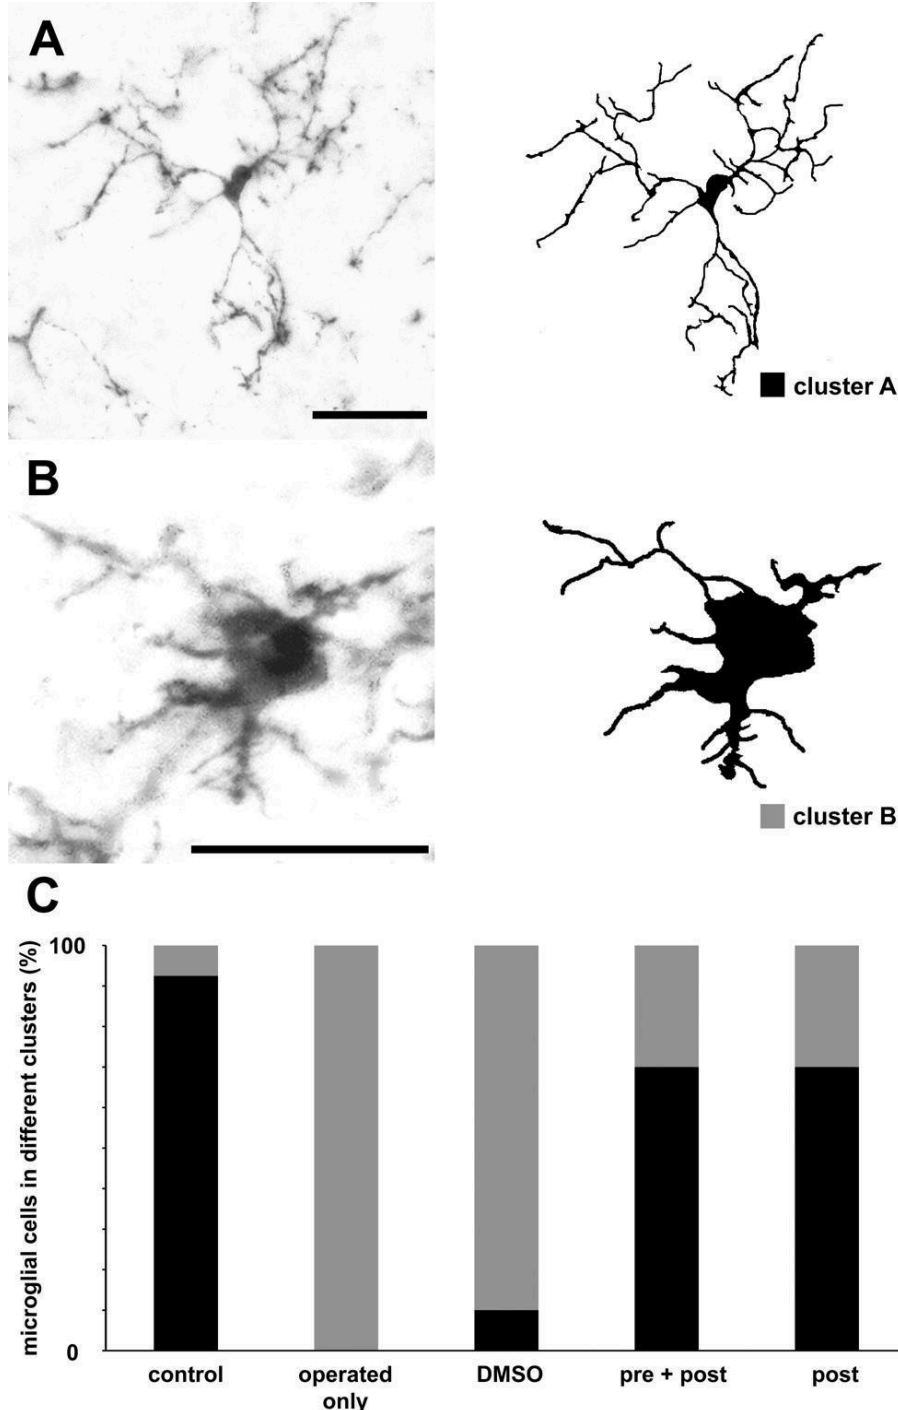 A
cluster A
B
cluster B
C
microglial cells in different clusters (%)
100
0
control
operated only
DMSO
pre + post
post